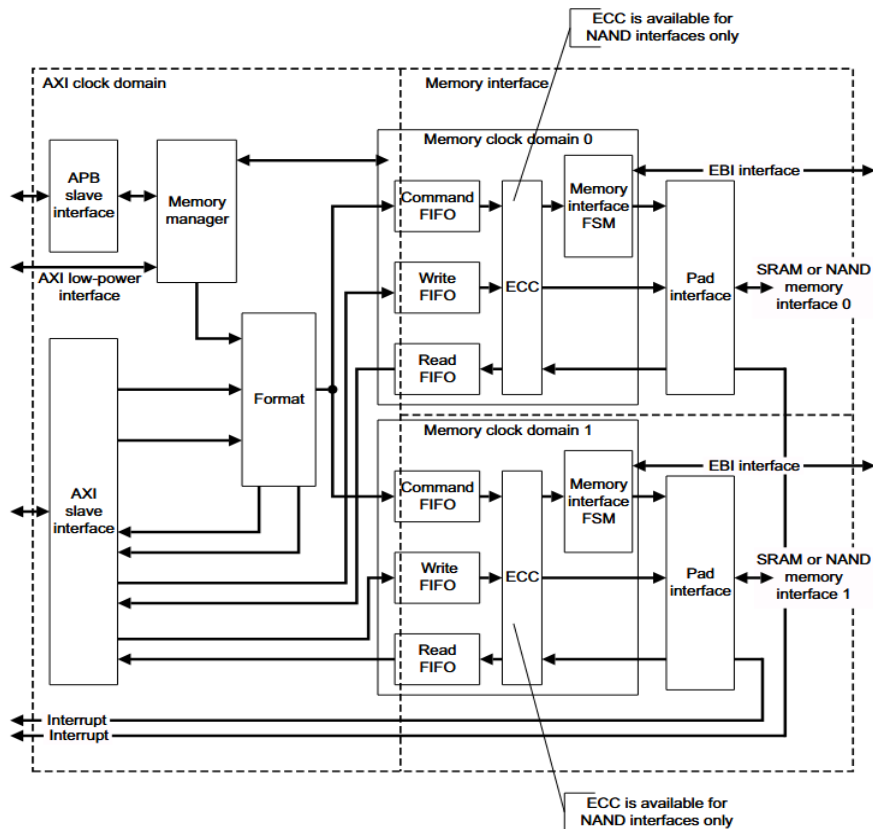 ECC is available for
NAND interfaces only
AXI clock domain
Memory interface
Memory clock domain 0
APB
slave
interface
Memory
manager
AXI low-power
interface
Command
FIFO
Write
FIFO
Read
FIFO
ECC
Memory
interface
FSM
EBI interface
Pad
interface
SRAM or NAND
memory
interface 0
Format
AXI
slave
interface
Memory clock domain 1
Command
FIFO
Write
FIFO
Read
FIFO
ECC
Memory
interface
FSM
EBI interface
Pad
interface
SRAM or NAND
memory
interface 1
Interrupt
Interrupt
ECC is available for
NAND interfaces only